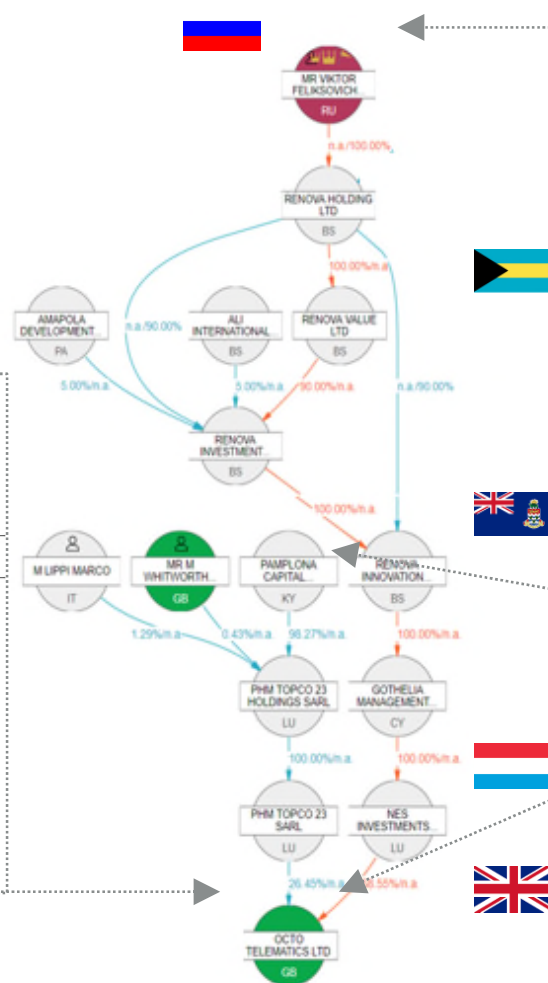 MR VIKTOR
FELIKSOVICH...
RU
n.a./100.00%
RENOVA HOLDING
LTD
BS
100.00%/n.a.
AMAPOLA
DEVELOPMENT...
PA
n.a./90.00%
ALI
INTERNATIONAL...
BS
RENOVA VALUE
LTD
BS
5.00%/n.a.
5.00%/n.a.
90.00%/n.a.
n.a./90.00%
RENOVA
INVESTMENT...
BS
100.00%/n.a.
M LIPPI MARCO
IT
MR M
WHITWORTH...
GB
PAMPLONA
CAPITAL...
KY
RENOVA
INNOVATION...
BS
1.29%/n.a.
0.43%/n.a.
98.27%/n.a.
100.00%/n.a.
PHM TOPCO 23
HOLDINGS SARL
LU
GOTHELIA
MANAGEMENT...
CY
100.00%/n.a.
100.00%/n.a.
PHM TOPCO 23
SARL
LU
NES
INVESTMENTS...
LU
26.45%/n.a.
OCTO
TELEMATICS LTD
GB